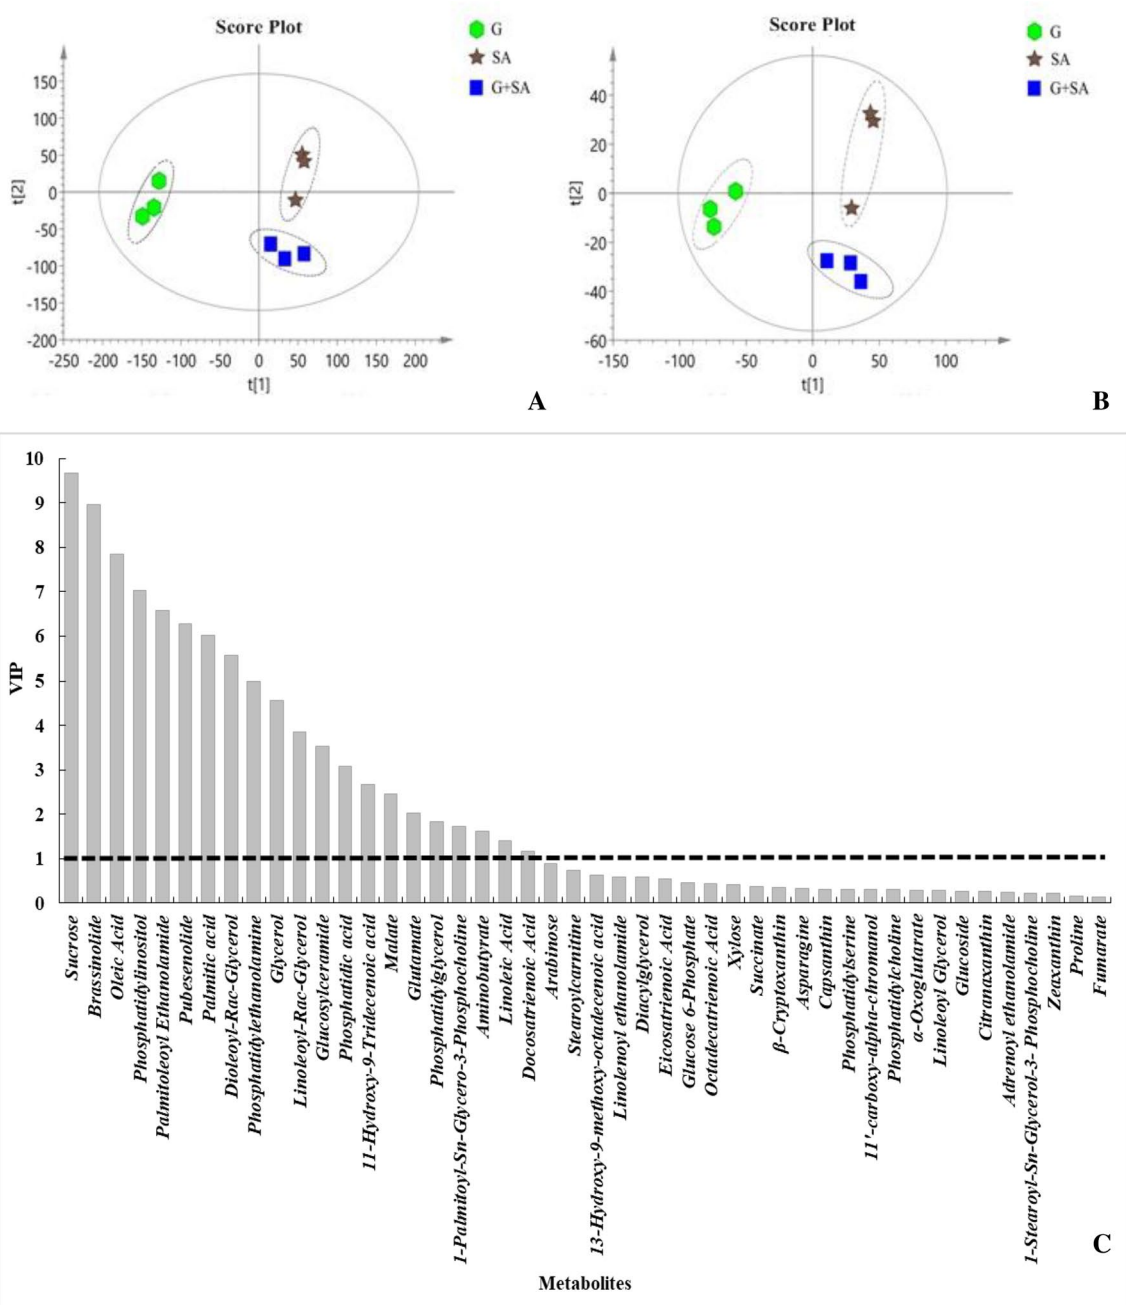 Score Plot
G
SA
G+SA
t[2]
150
100
50
0
-50
-100
-150
-200
-250 -200 -150 -100 -50 0 50 100 150 200
t[1]
A
Score Plot
G
SA
G+SA
t[2]
40
20
0
-20
-40
-60
-150 -100 -50 0 50 100
t[1]
B
VIP
10
9
8
7
6
5
4
3
2
1
0
Sucrose
Brassinolide
Oleic Acid
Phosphatidylinositol
Palmitoleoyl Ethanolamide
Pubesenolide
Palmitic acid
Dioleoyl-Rac-Glycerol
Phosphatidylethanolamine
Glycerol
Linoleoyl-Rac-Glycerol
Glucosylceramide
Phosphatidic acid
11-Hydroxy-9-Tridecenoic acid
Malate
Glutamate
Phosphatidylglycerol
1-Palmitoyl-Sn-Glycero-3-Phosphocholine
Aminobutyrate
Linoleic Acid
Docosatrienoic Acid
Arabinose
Stearoylcarnitine
13-Hydroxy-9-methoxy-octadecenoic acid
Linolenoyl ethanolamide
Diacylglycerol
Eicosatrienoic Acid
Glucose 6-Phosphate
Octadecatrienoic Acid
Xylose
Succinate
β-Cryptoxanthin
Asparagine
Capsanthin
Phosphatidylserine
11'-carboxy-alpha-chromanol
Phosphatidylcholine
α-Oxoglutarate
Linoleoyl Glycerol
Glucoside
Citranaxanthin
Adrenoyl ethanolamide
1-Stearoyl-Sn-Glycerol-3- Phosphocholine
Zeaxanthin
Proline
Fumarate
C
Metabolites